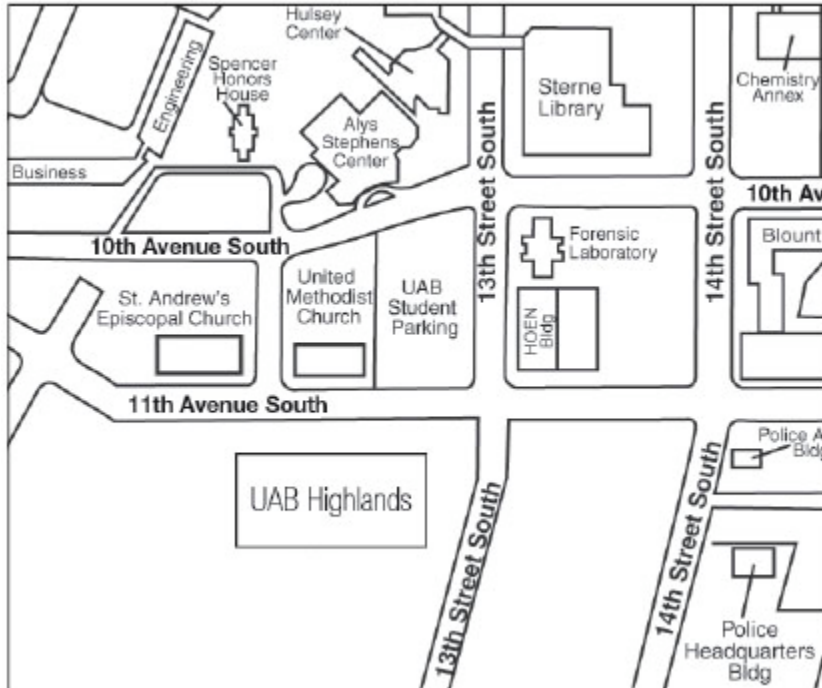 Hulsey
Center
Spencer
Honors
House
Engineering
Alys
Stephens
Center
Sterne
Library
Chemistry
Annex
Business
13th Street South
14th Street South
10th Av
10th Avenue South
Forensic
Laboratory
Blount
St. Andrew's
Episcopal Church
United
Methodist
Church
UAB
Student
Parking
HOEN
Bldg
11th Avenue South
Police A
Bldg
UAB Highlands
13th Street South
14th Street South
Police
Headquarters
Bldg